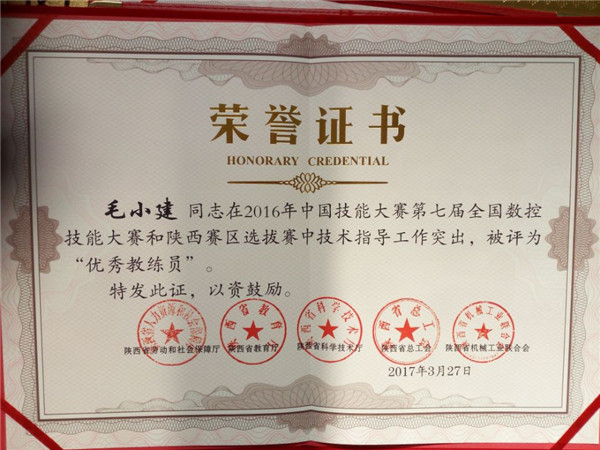 荣誉证书
HONORARY CREDENTIAL
毛小建 同志在2016年中国技能大赛第七届全国数控
技能大赛和陕西赛区选拔赛中技术指导工作突出，被评为
“优秀教练员”。
特发此证，以资鼓励。
陕西省劳动和社会保障厅 陕西省教育厅 陕西省科学技术厅 陕西省总工会 陕西省机械工业联合会
2017年3月27日